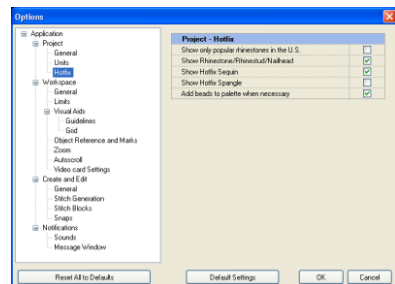 Options
Application
Project
General
Units
Hotfix
Workspace
General
Limits
Visual Aids
Guidelines
Grid
Object Reference and Marks
Zoom
Autoscroll
Video card Settings
Create and Edit
General
Stitch Generation
Stitch Blocks
Snaps
Notifications
Sounds
Message Window
Project - Hotfix
Show only popular rhinestones in the U.S.
Show Rhinestone/Rhinestud/Nailhead
Show Hotfix Sequin
Show Hotfix Spangle
Add beads to palette when necessary
Reset All to Defaults
Default Settings
OK
Cancel